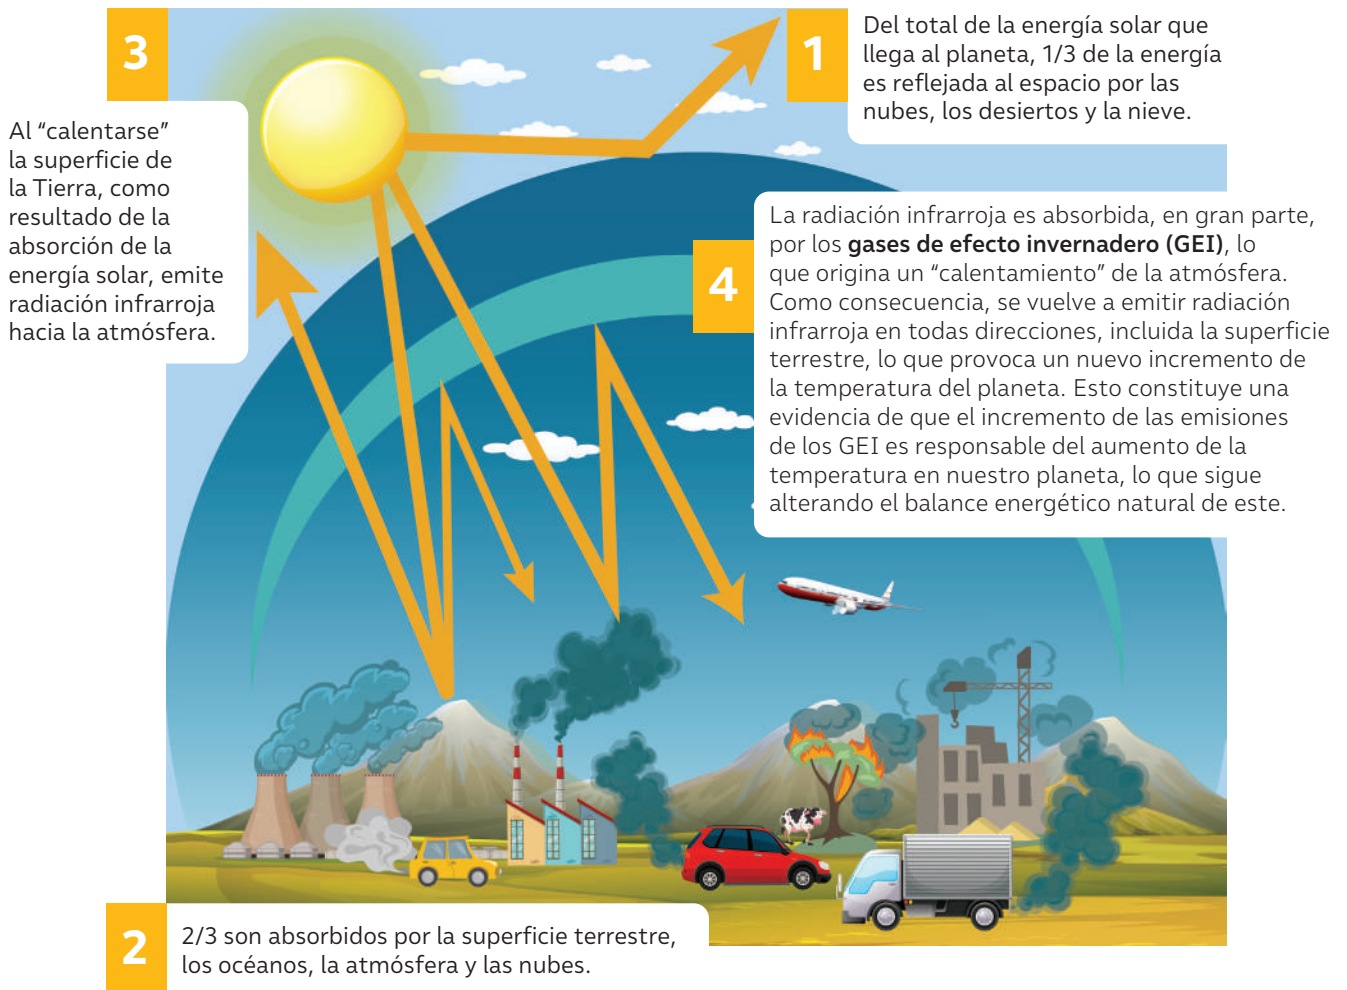 3
Al “calentarse”
la superficie de
la Tierra, como
resultado de la
absorción de la
energía solar, emite
radiación infrarroja
hacia la atmósfera.
1
Del total de la energía solar que
llega al planeta, 1/3 de la energía
es reflejada al espacio por las
nubes, los desiertos y la nieve.
4
La radiación infrarroja es absorbida, en gran parte,
por los gases de efecto invernadero (GEI), lo
que origina un “calentamiento” de la atmósfera.
Como consecuencia, se vuelve a emitir radiación
infrarroja en todas direcciones, incluida la superficie
terrestre, lo que provoca un nuevo incremento de
la temperatura del planeta. Esto constituye una
evidencia de que el incremento de las emisiones
de los GEI es responsable del aumento de la
temperatura en nuestro planeta, lo que sigue
alterando el balance energético natural de este.
2
2/3 son absorbidos por la superficie terrestre,
los océanos, la atmósfera y las nubes.